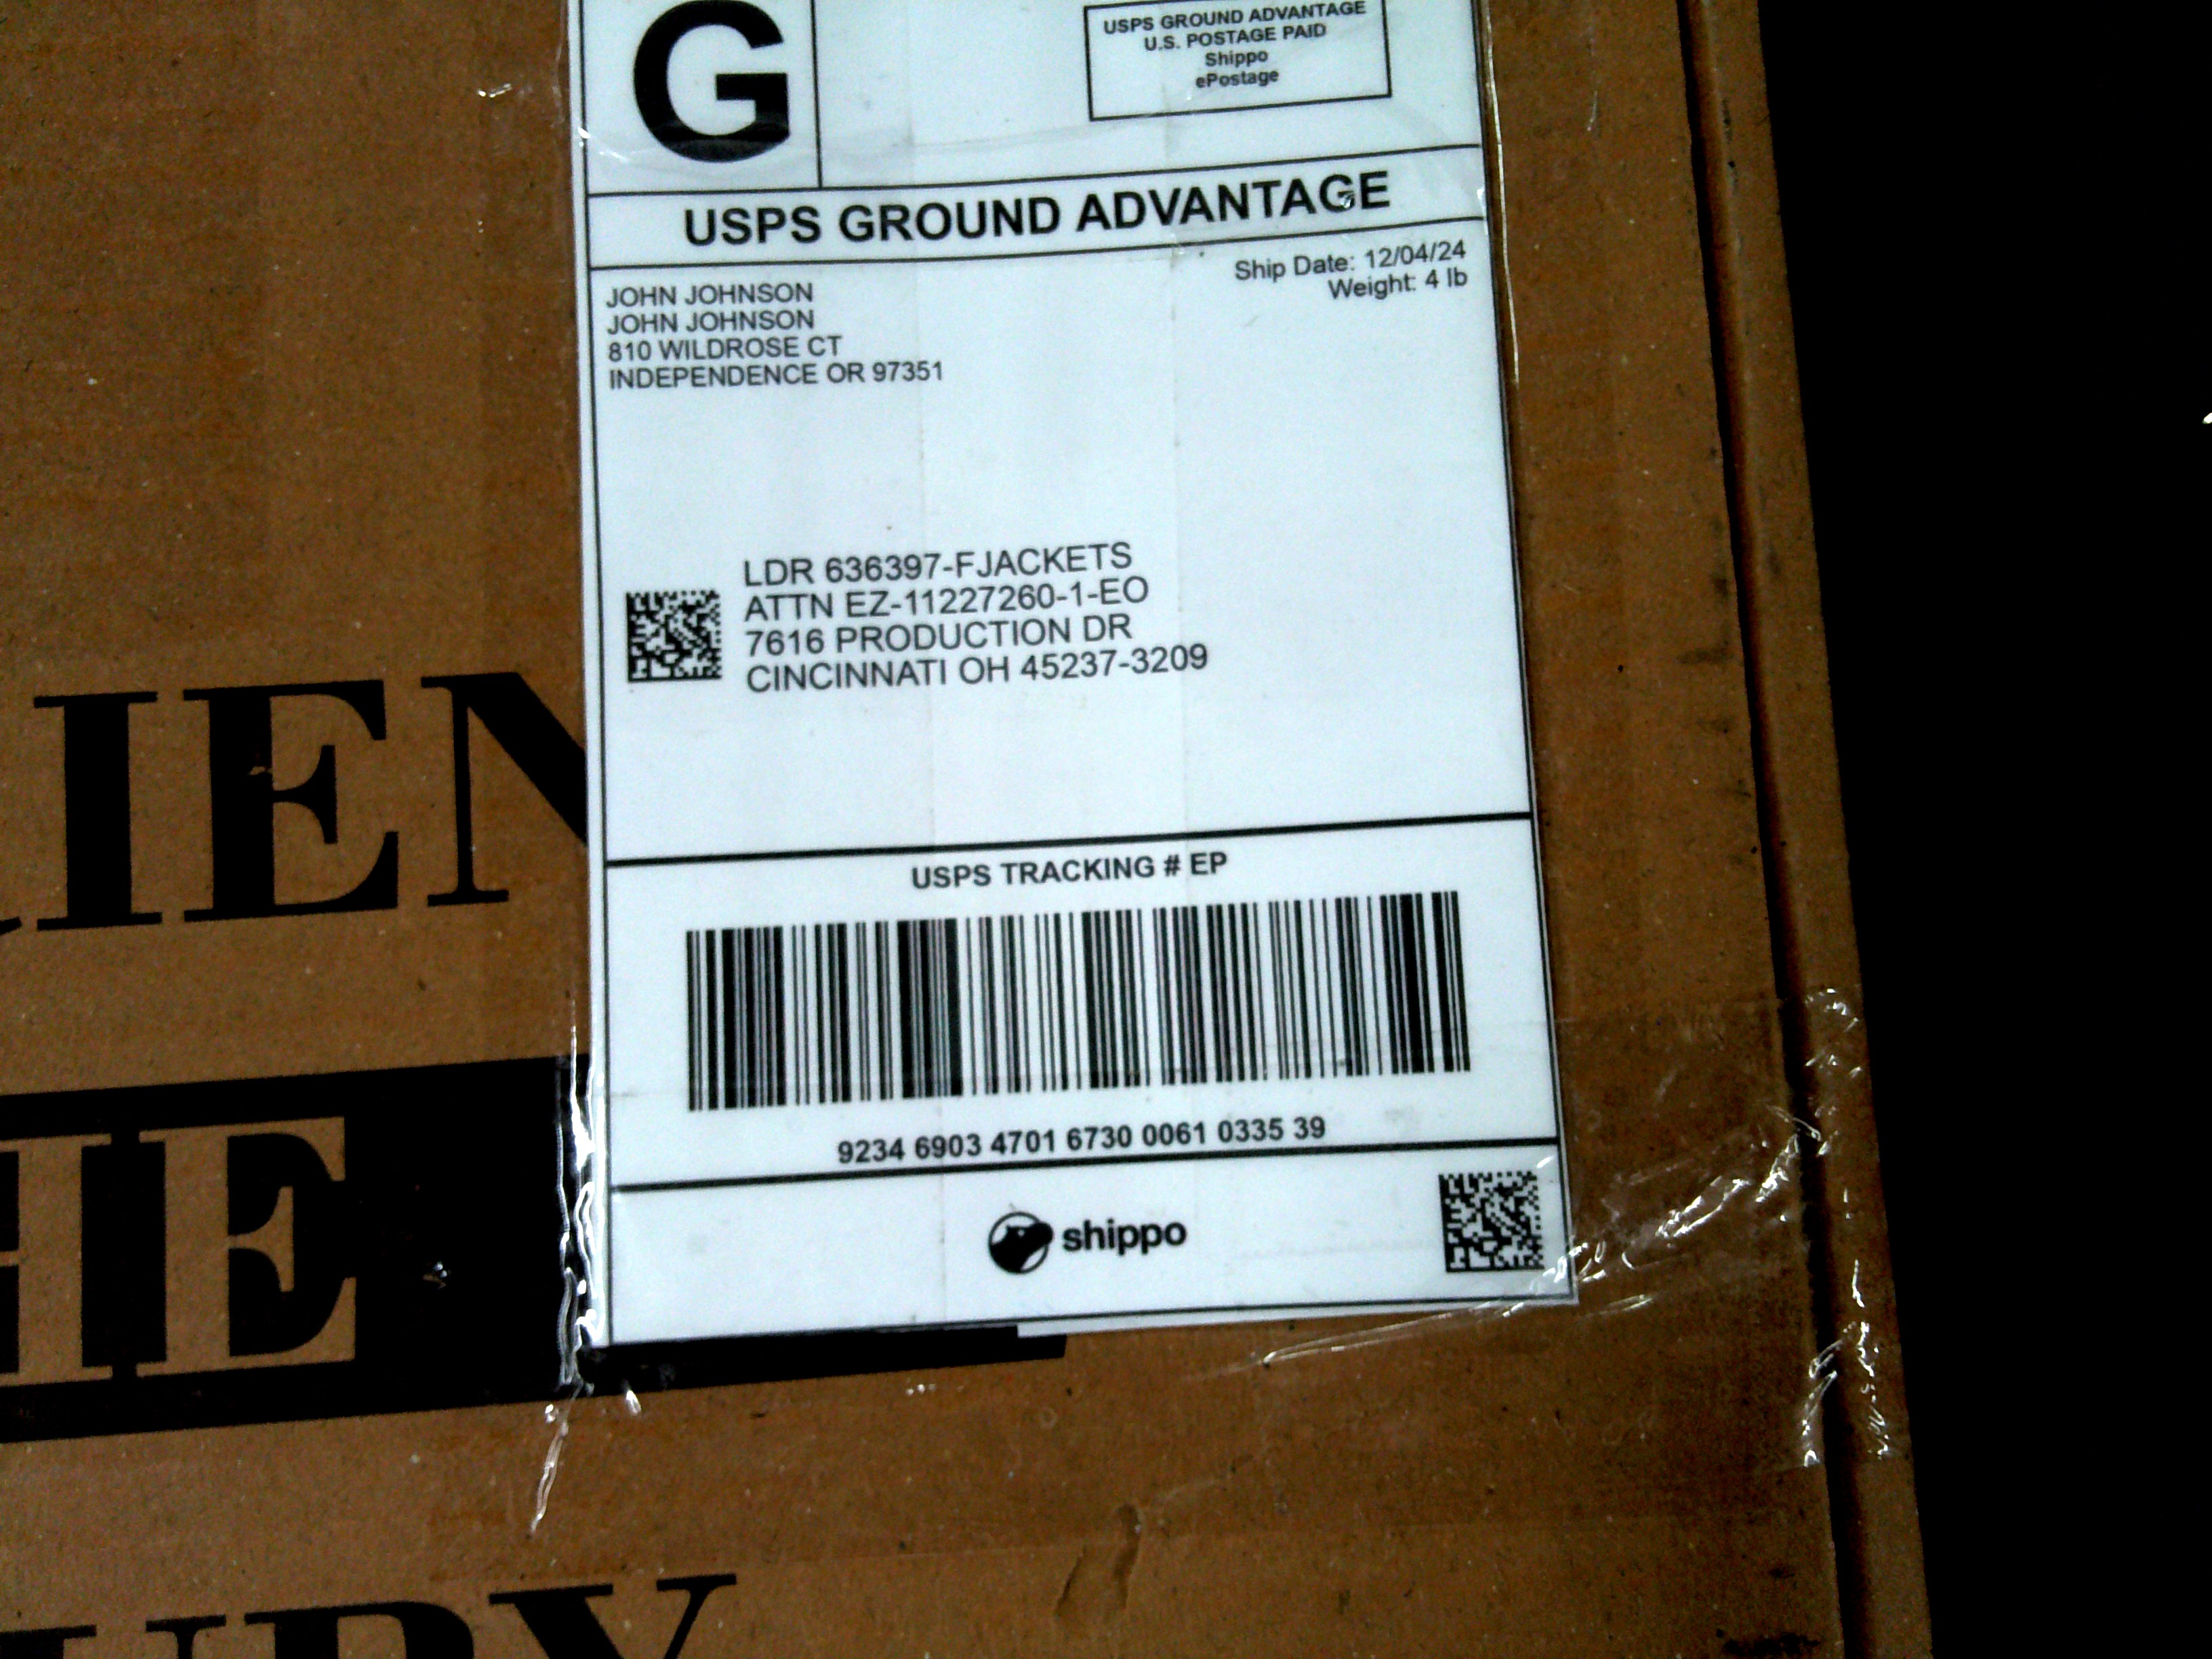 G
USPS GROUND ADVANTAGE
U.S. POSTAGE PAID
Shippo
ePostage
USPS GROUND ADVANTAGE
Ship Date: 12/04/24
Weight: 4 lb
JOHN JOHNSON
JOHN JOHNSON
810 WILDROSE CT
INDEPENDENCE OR 97351
LDR 636397-FJACKETS
ATTN EZ-11227260-1-EO
7616 PRODUCTION DR
CINCINNATI OH 45237-3209
USPS TRACKING # EP
9234 6903 4701 6730 0061 0335 39
shippo